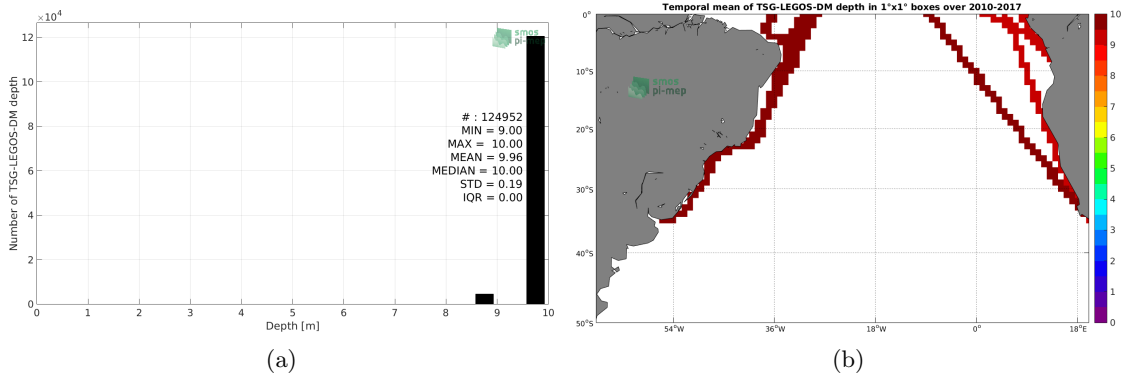 ×10⁴
12
10
8
6
4
2
0
Number of TSG-LEGOS-DM depth
smos
pi-mep
# : 124952
MIN = 9.00
MAX = 10.00
MEAN = 9.96
MEDIAN = 10.00
STD = 0.19
IQR = 0.00
0 1 2 3 4 5 6 7 8 9 10
Depth [m]
(a)
Temporal mean of TSG-LEGOS-DM depth in 1°x1° boxes over 2010-2017
0°
10°S
20°S
30°S
40°S
50°S
smos
pi-mep
54°W 36°W 18°W 0° 18°E
10
9
8
7
6
5
4
3
2
1
0
(b)